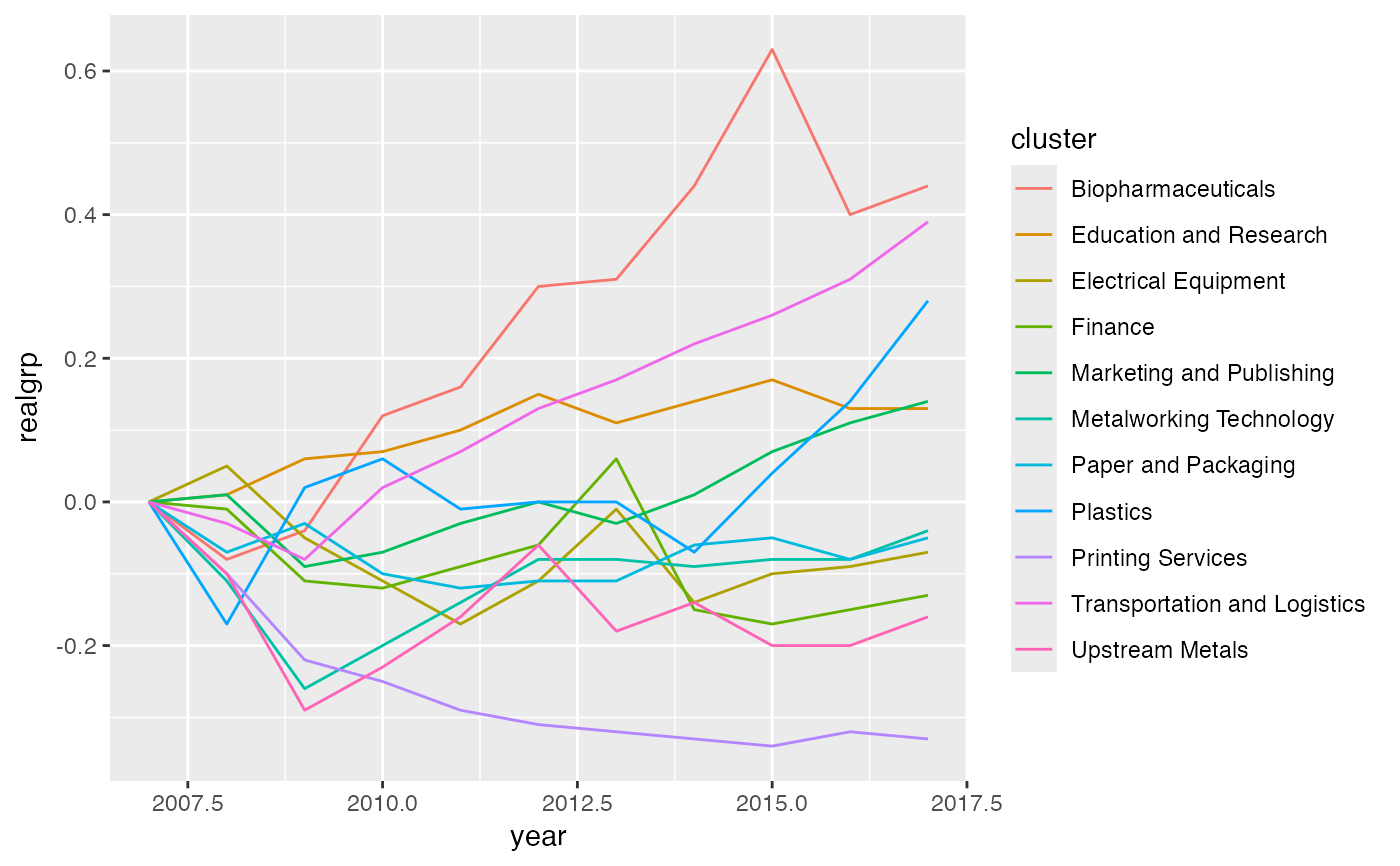 0.6
0.4
0.2
0.0
-0.2
realgrp
2007.5
2010.0
2012.5
2015.0
2017.5
year
cluster
Biopharmaceuticals
Education and Research
Electrical Equipment
Finance
Marketing and Publishing
Metalworking Technology
Paper and Packaging
Plastics
Printing Services
Transportation and Logistics
Upstream Metals